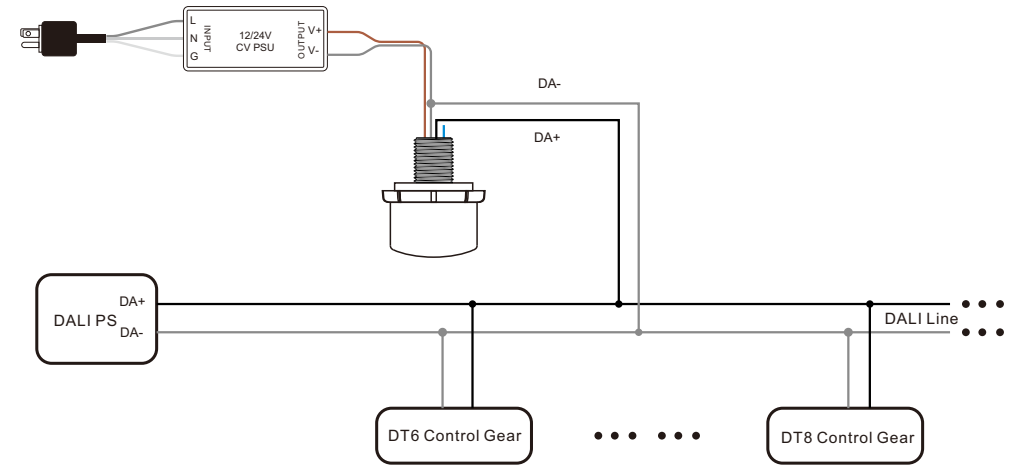 L
N
G
INPUT
12/24V
CV PSU
OUTPUT
V+
V-
DA-
DA+
DALI PS
DA+
DA-
DALI Line
DT6 Control Gear
DT8 Control Gear